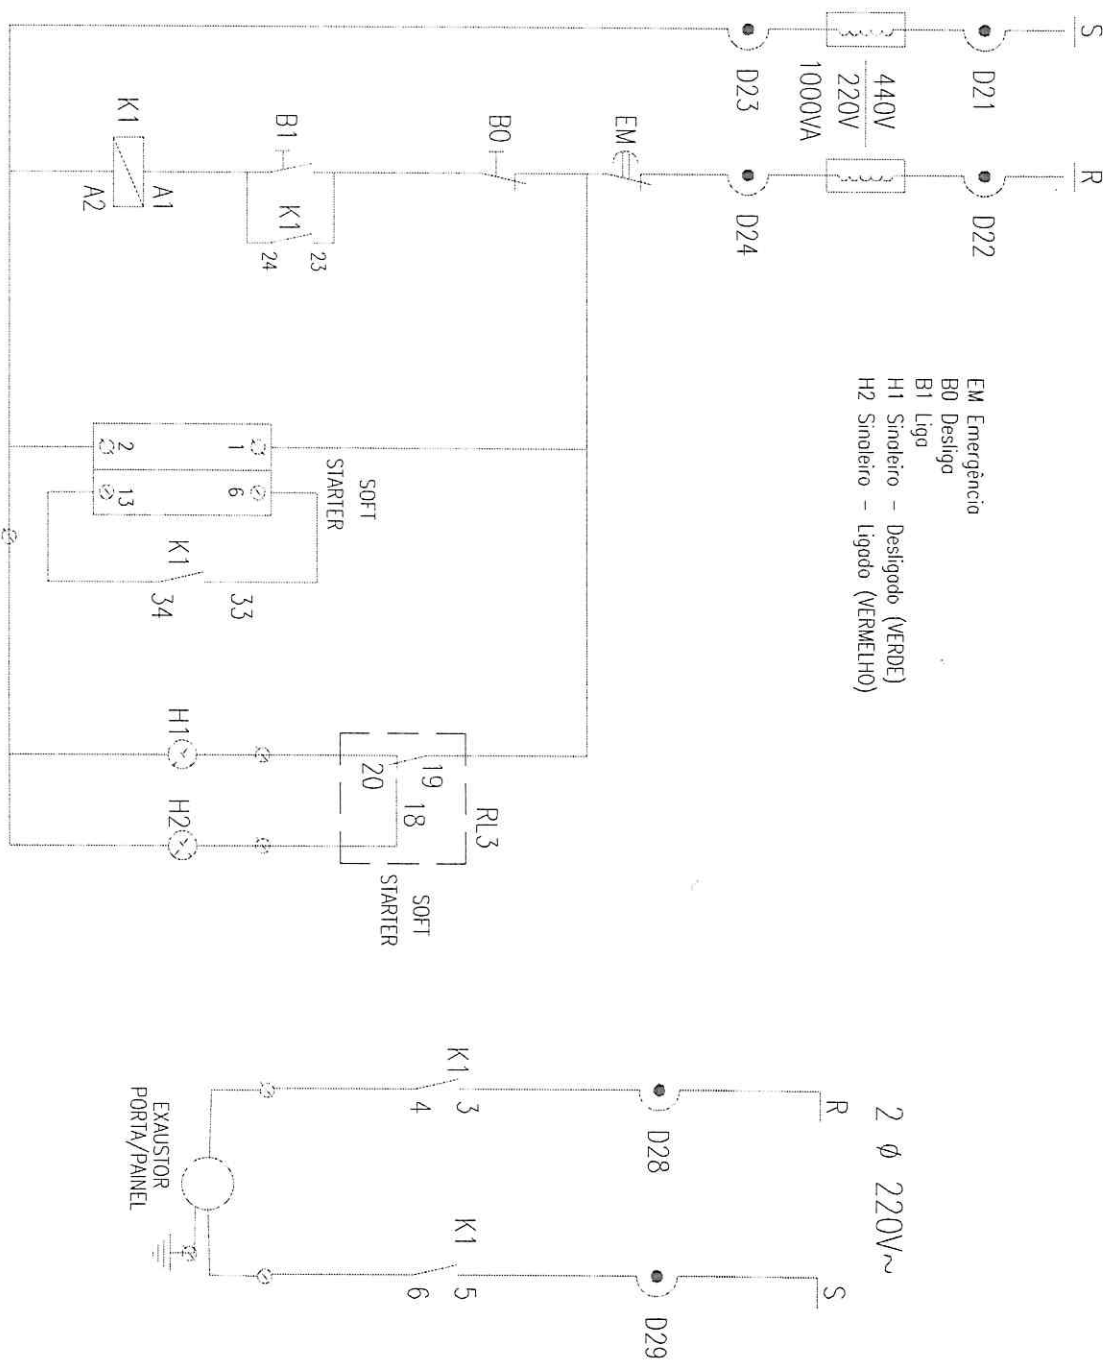 S
R
D21
D22
440V
220V
1000VA
D23
D24
EM
B0
B1
K1
23
24
K1
A1
A2
EM Emergência
B0 Desliga
B1 Liga
H1 Sinaleiro - Desligado (VERDE)
H2 Sinaleiro - Ligado (VERMELHO)
SOFT
STARTER
1
2
6
13
K1
33
34
RL3
19
18
20
SOFT
STARTER
H1
H2
2 ϕ 220V~
R
S
D28
D29
K1
3
4
K1
5
6
EXAUSTOR
PORTA/PAINEL